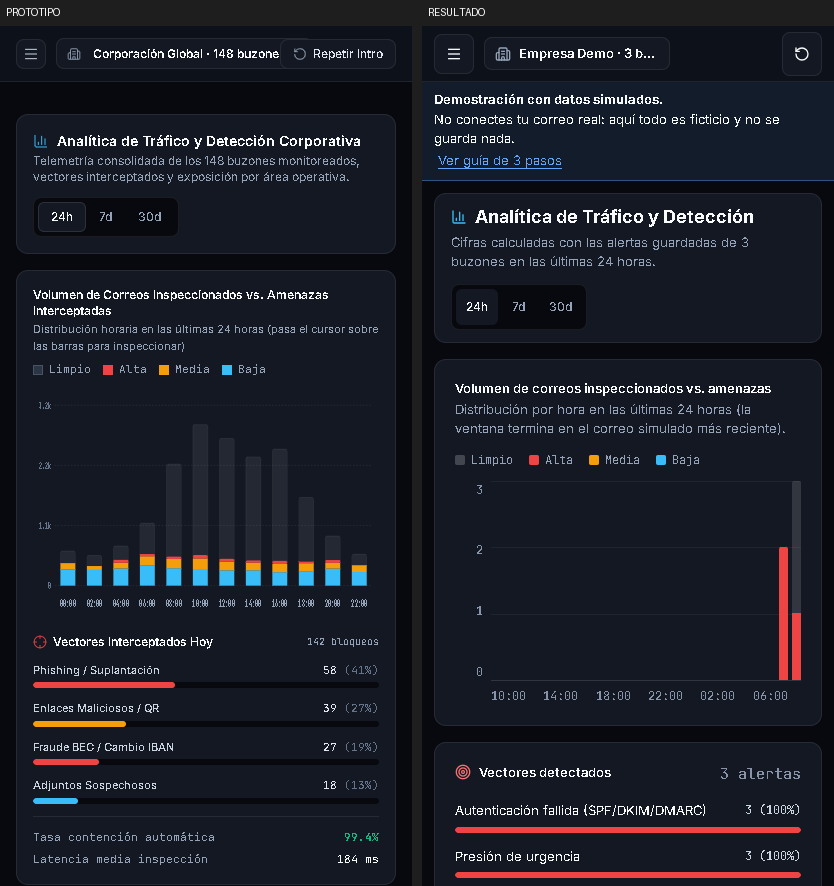 PROTOTIPO
Corporación Global · 148 buzone
Repetir Intro
Analítica de Tráfico y Detección Corporativa
Telemetría consolidada de los 148 buzones monitoreados,
vectores interceptados y exposición por área operativa.
24h 7d 30d
Volumen de Correos Inspeccionados vs. Amenazas
Interceptadas
Distribución horaria en las últimas 24 horas (pasa el cursor sobre
las barras para inspeccionar)
Limpio Alta Media Baja
2.2k
1.1k
0
00:00 02:00 04:00 06:00 08:00 10:00 12:00 14:00 16:00 18:00 20:00 22:00
Vectores Interceptados Hoy 142 bloqueos
Phishing / Suplantación 58 (41%)
Enlaces Maliciosos / QR 39 (27%)
Fraude BEC / Cambio IBAN 27 (19%)
Adjuntos Sospechosos 18 (13%)
Tasa contención automática 99.4%
Latencia media inspección 184 ms
RESULTADO
Empresa Demo · 3 b...
Demostración con datos simulados.
No conectes tu correo real: aquí todo es ficticio y no se
guarda nada.
Ver guía de 3 pasos
Analítica de Tráfico y Detección
Cifras calculadas con las alertas guardadas de 3
buzones en las últimas 24 horas.
24h 7d 30d
Volumen de correos inspeccionados vs. amenazas
Distribución por hora en las últimas 24 horas (la
ventana termina en el correo simulado más reciente).
Limpio Alta Media Baja
3
2
1
0
10:00 14:00 18:00 22:00 02:00 06:00
Vectores detectados 3 alertas
Autenticación fallida (SPF/DKIM/DMARC) 3 (100%)
Presión de urgencia 3 (100%)